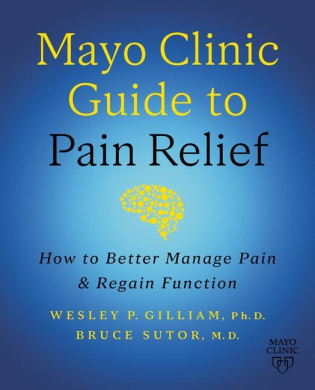 Mayo Clinic
Guide to
Pain Relief
How to Better Manage Pain
& Regain Function
WESLEY P. GILLIAM, Ph.D.
BRUCE SUTOR, M.D.
MAYO
CLINIC